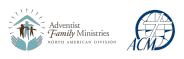 Adventist
Family Ministries
NORTH AMERICAN DIVISION
ACM